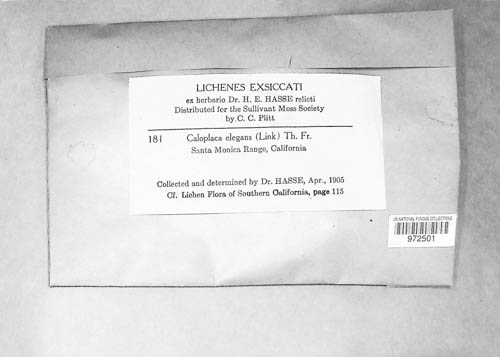 LICHENES EXSICCATI
ex herbario Dr. H. E. HASSE relicti
Distributed for the Sullivant Moss Society
by C. C. Plitt
181 Caloplaca elegans (Link) Th. Fr.
Santa Monica Range, California
Collected and determined by Dr. HASSE, Apr., 1905
Cf. Lichen Flora of Southern California, page 115
US-NATIONAL FUNGUS COLLECTIONS
972501